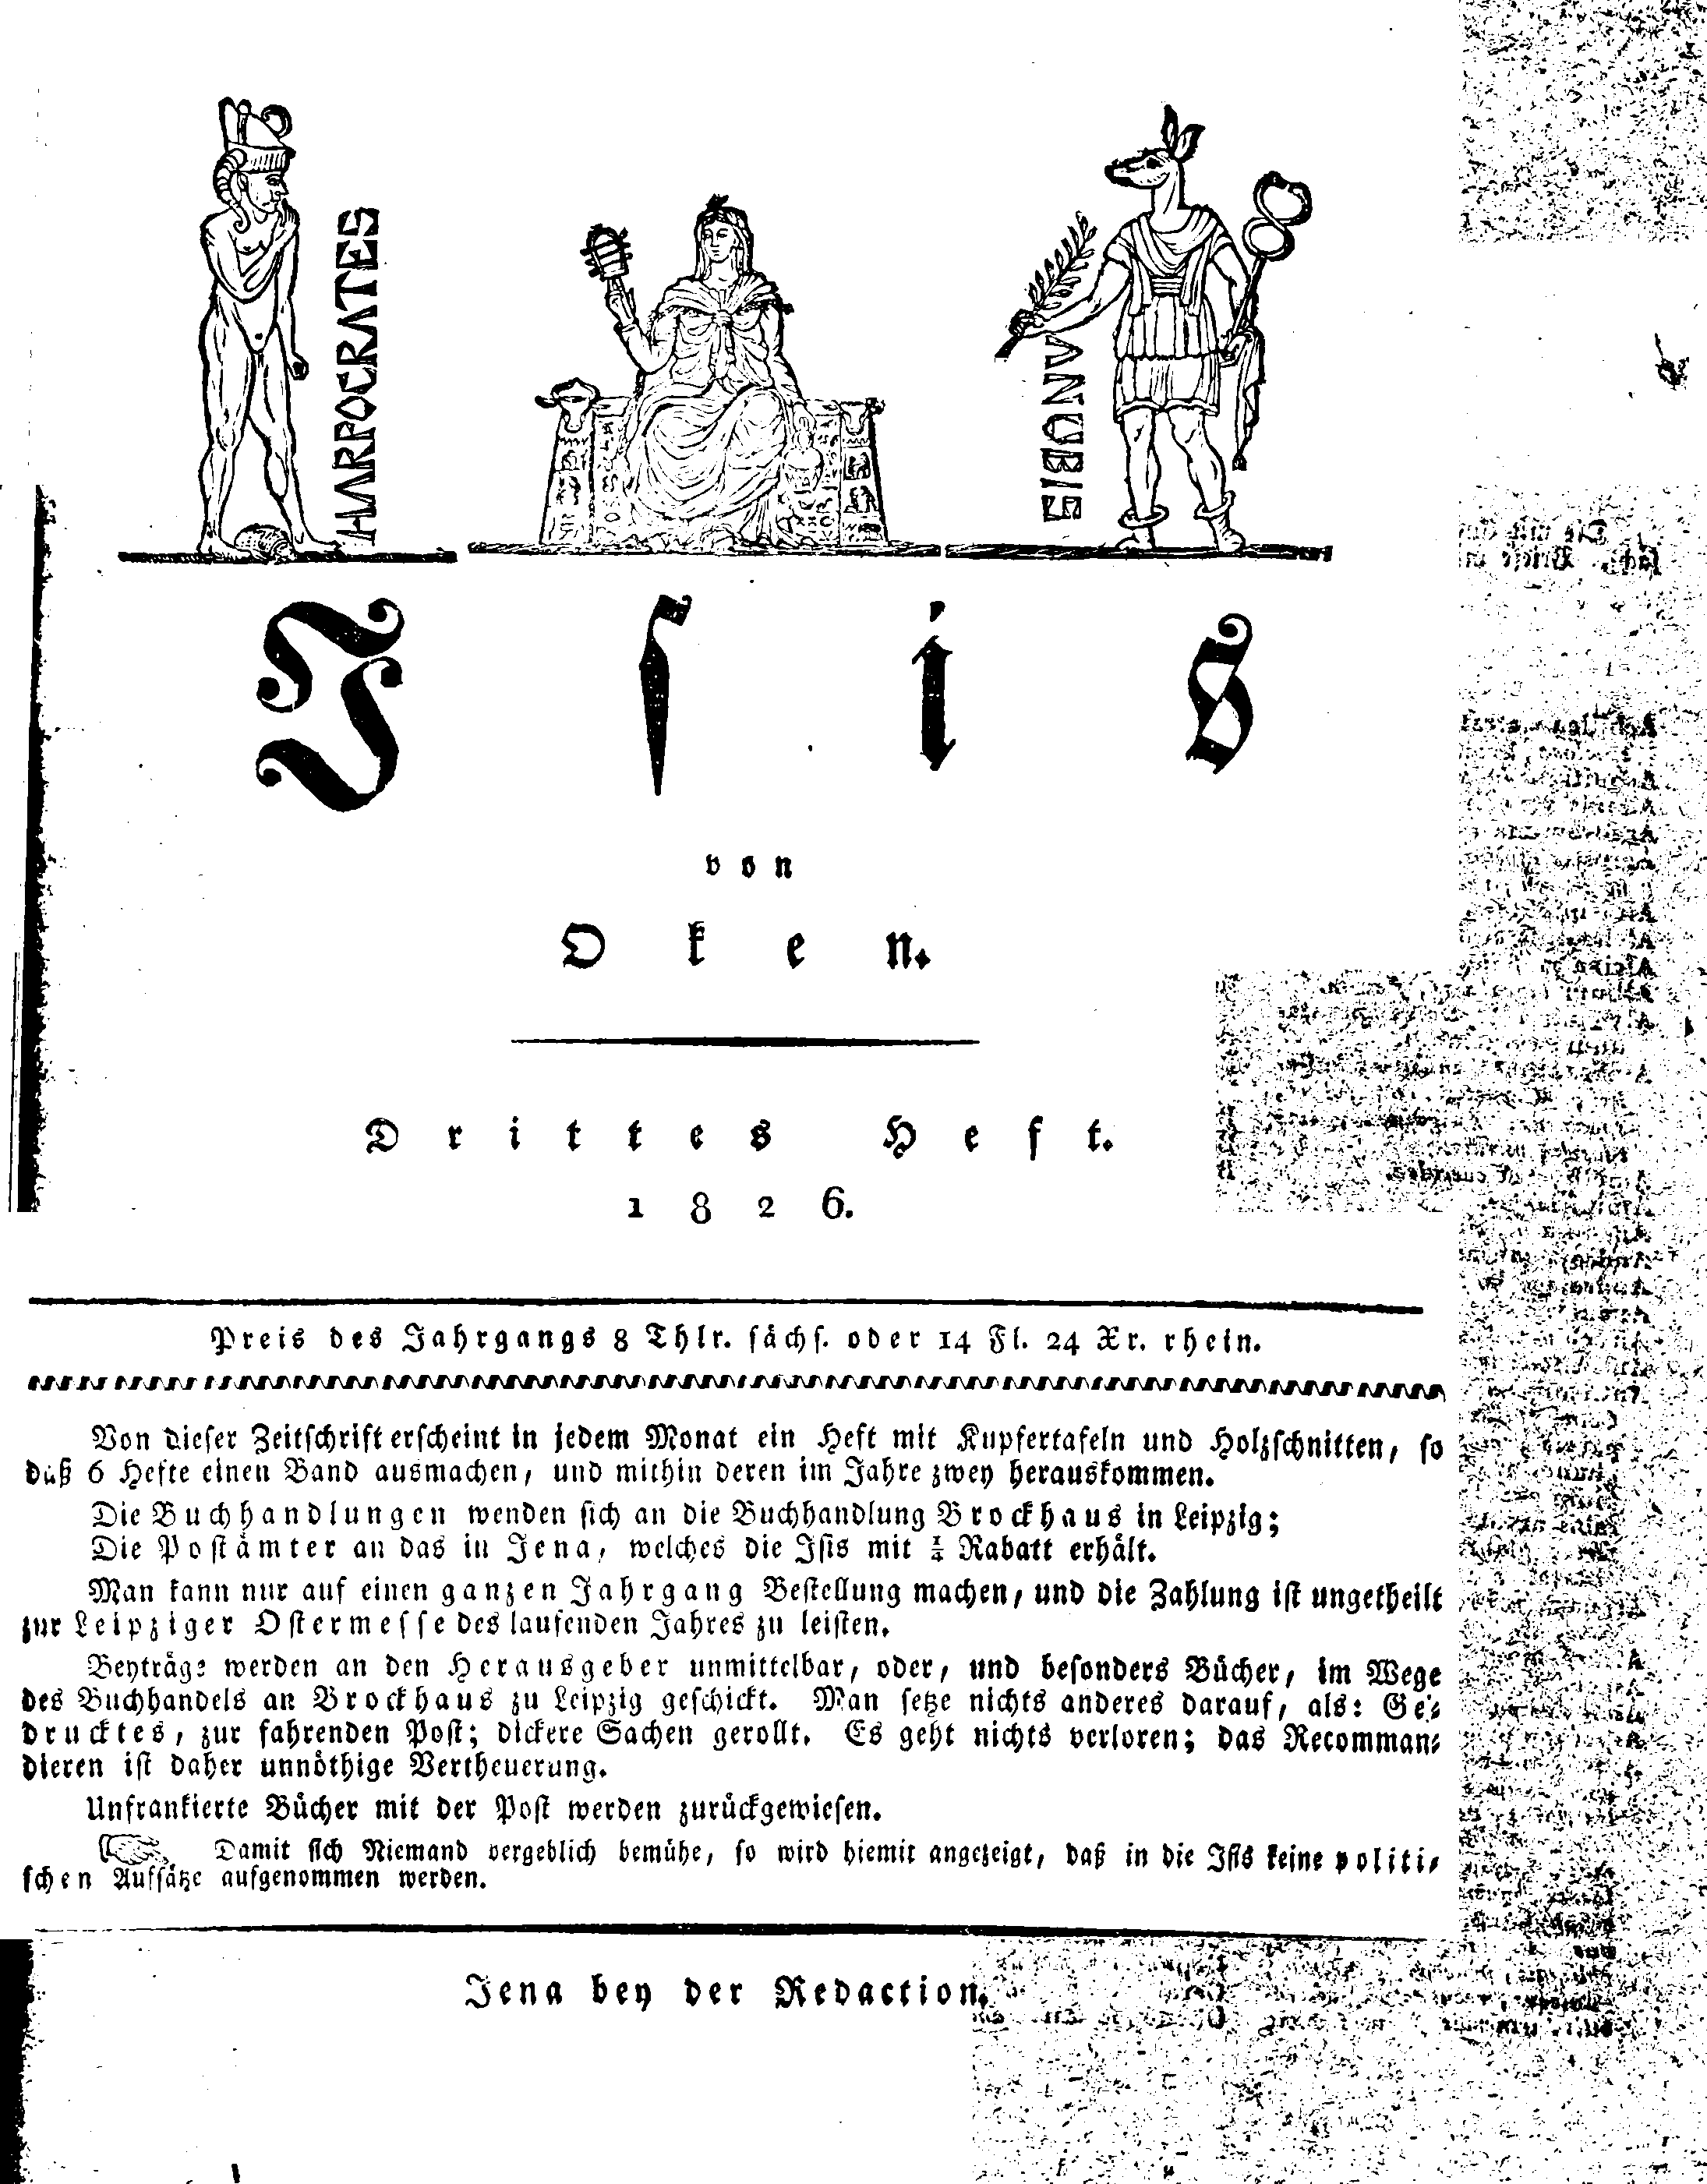 HARPOCRATES
ANUBIS
Isis
von
Oken.
Drittes Heft.
1826.
Preis des Jahrgangs 8 Thlr. sächs. oder 14 Fl. 24 Xr. rhein.
Von dieser Zeitschrift erscheint in jedem Monat ein Heft mit Kupfertafeln und Holzschnitten, so
daß 6 Hefte einen Band ausmachen, und mithin deren im Jahre zwey herauskommen.
Die Buchhandlungen wenden sich an die Buchhandlung Brockhaus in Leipzig;
Die Postämter an das in Jena, welches die Isis mit ¼ Rabatt erhält.
Man kann nur auf einen ganzen Jahrgang Bestellung machen, und die Zahlung ist ungetheilt
zur Leipziger Ostermesse des laufenden Jahres zu leisten.
Beyträge werden an den Herausgeber unmittelbar, oder, und besonders Bücher, im Wege
des Buchhandels an Brockhaus zu Leipzig geschickt. Man setze nichts anderes darauf, als: Ge-
drucktes, zur fahrenden Post; dickere Sachen gerollt. Es geht nichts verloren; das Recomman-
dieren ist daher unnöthige Vertheuerung.
Unfrankierte Bücher mit der Post werden zurückgewiesen.
Damit sich Niemand vergeblich bemühe, so wird hiemit angezeigt, daß in die Isis keine politi-
schen Aufsätze aufgenommen werden.
Jena bey der Redaction.